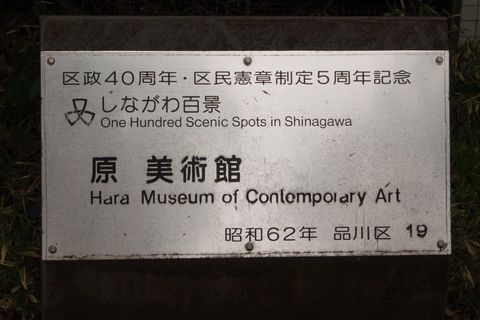 区政40周年・区民憲章制定5周年記念
しながわ百景
One Hundred Scenic Spots in Shinagawa
原 美術館
Hara Museum of Contemporary Art
昭和62年 品川区 19